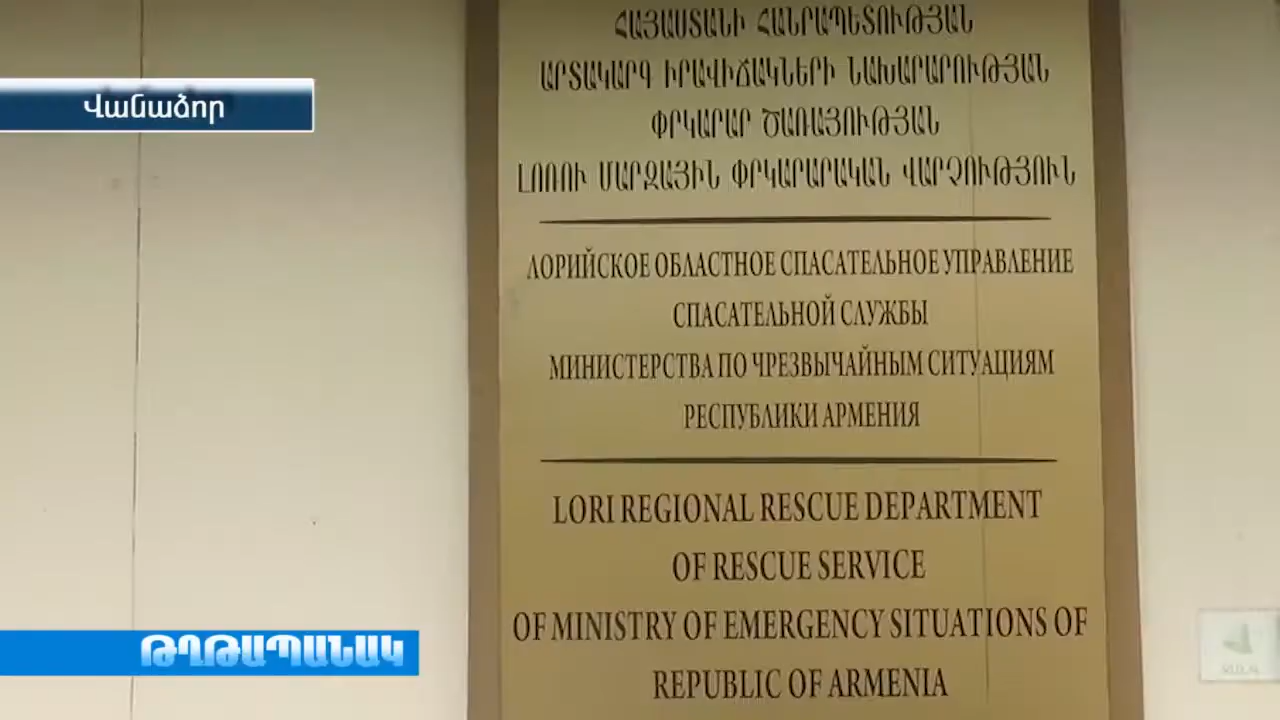 Վանաձոր
ՀԱՅԱՍՏԱՆԻ ՀԱՆՐԱՊԵՏՈՒԹՅԱՆ
ԱՐՏԱԿԱՐԳ ԻՐԱՎԻՃԱԿՆԵՐԻ ՆԱԽԱՐԱՐՈՒԹՅԱՆ
ՓՐԿԱՐԱՐ ԾԱՌԱՅՈՒԹՅԱՆ
ԼՈՌՈՒ ՄԱՐԶԱՅԻՆ ՓՐԿԱՐԱՐԱԿԱՆ ՎԱՐՉՈՒԹՅՈՒՆ
ЛОРИЙСКОЕ ОБЛАСТНОЕ СПАСАТЕЛЬНОЕ УПРАВЛЕНИЕ
СПАСАТЕЛЬНОЙ СЛУЖБЫ
МИНИСТЕРСТВА ПО ЧРЕЗВЫЧАЙНЫМ СИТУАЦИЯМ
РЕСПУБЛИКИ АРМЕНИЯ
LORI REGIONAL RESCUE DEPARTMENT
OF RESCUE SERVICE
OF MINISTRY OF EMERGENCY SITUATIONS OF
REPUBLIC OF ARMENIA
ԹՂԹԱՊԱՆԱԿ